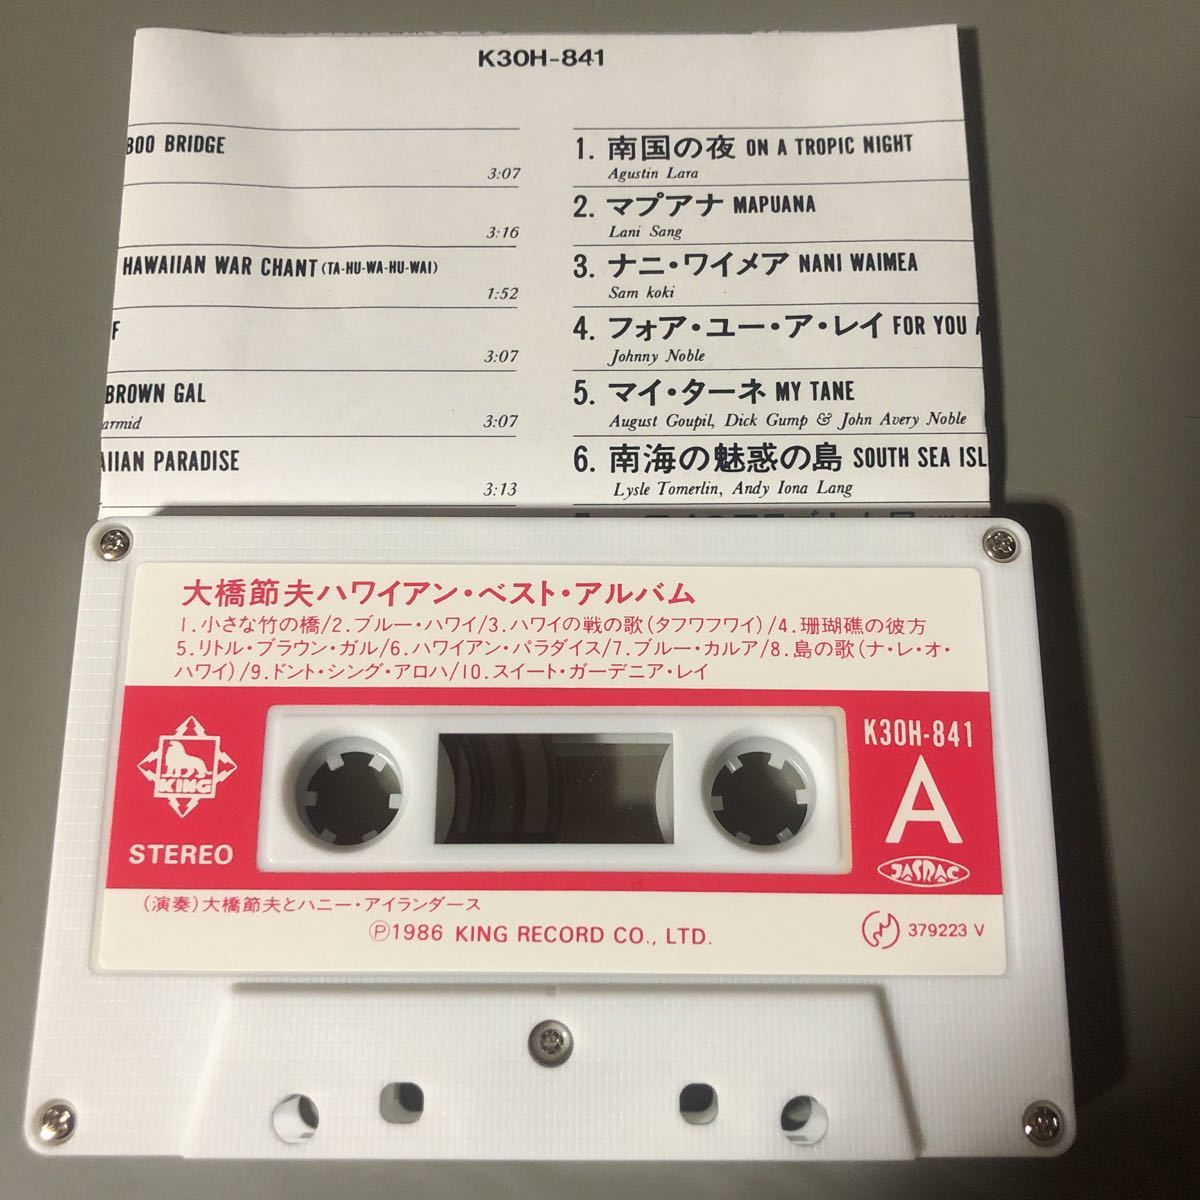 K30H-841
BOO BRIDGE
3:07
3:16
HAWAIIAN WAR CHANT (TA-HU-WA-HU-WAI)
1:52
F
3:07
BROWN GAL
armid
3:07
AIIAN PARADISE
3:13
1. 南国の夜 ON A TROPIC NIGHT
Agustin Lara
2. マプアナ MAPUANA
Lani Sang
3. ナニ・ワイメア NANI WAIMEA
Sam koki
4. フォア・ユー・ア・レイ FOR YOU A
Johnny Noble
5. マイ・ターネ MY TANE
August Goupil, Dick Gump & John Avery Noble
6. 南海の魅惑の島 SOUTH SEA ISL
Lysle Tomerlin, Andy Iona Lang
大橋節夫ハワイアン・ベスト・アルバム
1. 小さな竹の橋/2. ブルー・ハワイ/3. ハワイの戦の歌(タフワフワイ)/4. 珊瑚礁の彼方
5. リトル・ブラウン・ガル/6. ハワイアン・パラダイス/7. ブルー・カルア/8. 島の歌(ナ・レ・オ・
ハワイ)/9. ドント・シング・アロハ/10. スイート・ガーデニア・レイ
KING
STEREO
K30H-841
A
JASRAC
(演奏)大橋節夫とハニー・アイランダース
Ⓟ1986 KING RECORD CO., LTD.
379223 V